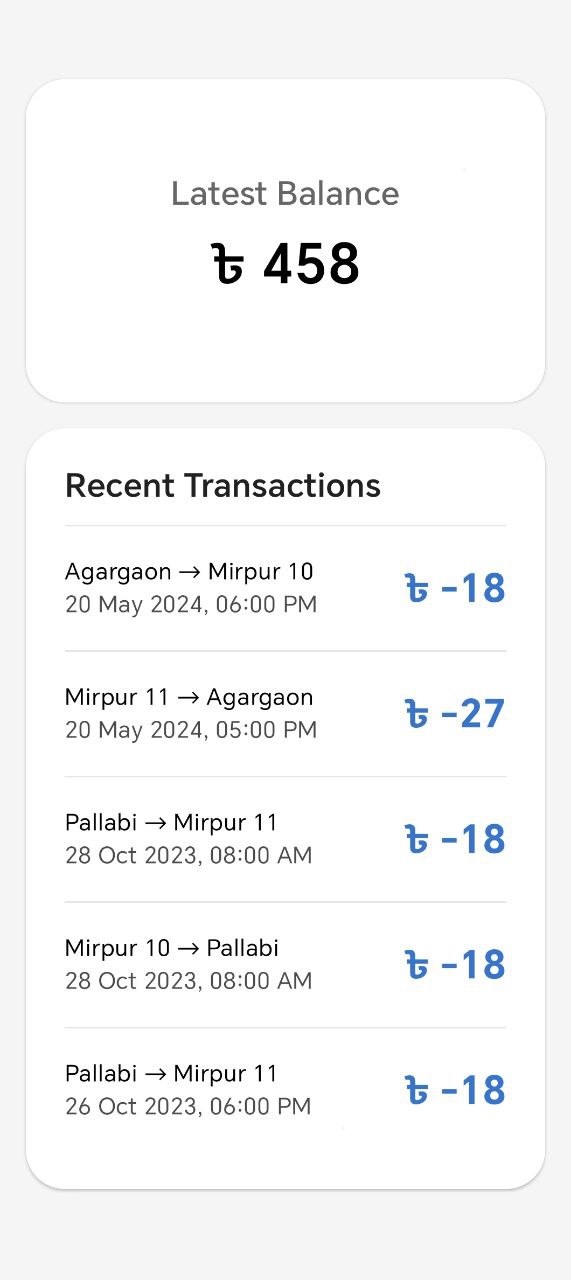 Latest Balance
৳ 458
Recent Transactions
Agargaon → Mirpur 10
20 May 2024, 06:00 PM
৳ -18
Mirpur 11 → Agargaon
20 May 2024, 05:00 PM
৳ -27
Pallabi → Mirpur 11
28 Oct 2023, 08:00 AM
৳ -18
Mirpur 10 → Pallabi
28 Oct 2023, 08:00 AM
৳ -18
Pallabi → Mirpur 11
26 Oct 2023, 06:00 PM
৳ -18